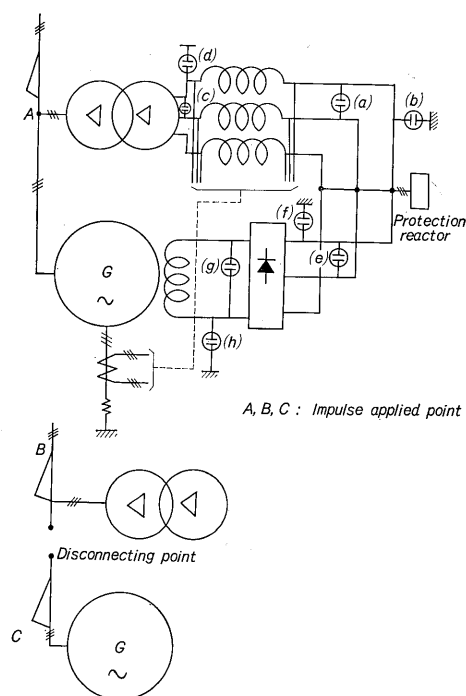 (d)
(c)
(a)
(b)
A
Protection
reactor
(f)
G
(g)
(e)
(h)
A, B, C : Impulse applied point
B
Disconnecting point
C
G